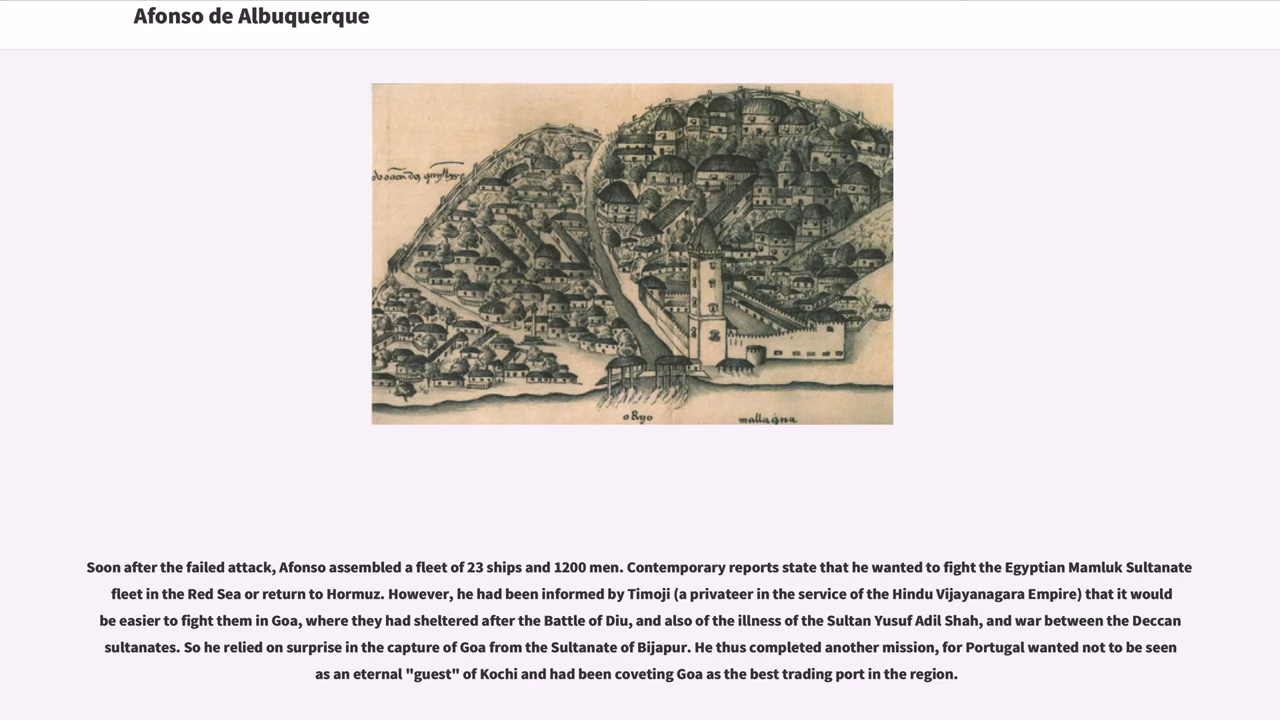 Afonso de Albuquerque
oRyo
mallaqua
Soon after the failed attack, Afonso assembled a fleet of 23 ships and 1200 men. Contemporary reports state that he wanted to fight the Egyptian Mamluk Sultanate
fleet in the Red Sea or return to Hormuz. However, he had been informed by Timoji (a privateer in the service of the Hindu Vijayanagara Empire) that it would
be easier to fight them in Goa, where they had sheltered after the Battle of Diu, and also of the illness of the Sultan Yusuf Adil Shah, and war between the Deccan
sultanates. So he relied on surprise in the capture of Goa from the Sultanate of Bijapur. He thus completed another mission, for Portugal wanted not to be seen
as an eternal "guest" of Kochi and had been coveting Goa as the best trading port in the region.